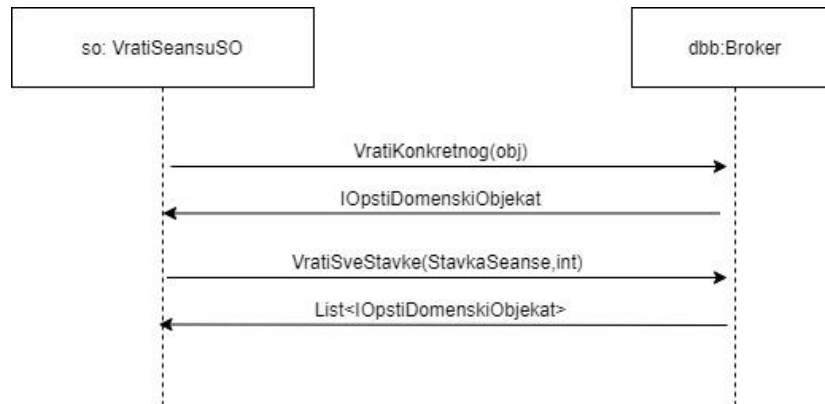 so: VratiSeansuSO
dbb:Broker
VratiKonkretnog(obj)
IOpstiDomenskiObjekat
VratiSveStavke(StavkaSeanse,int)
List<IOpstiDomenskiObjekat>